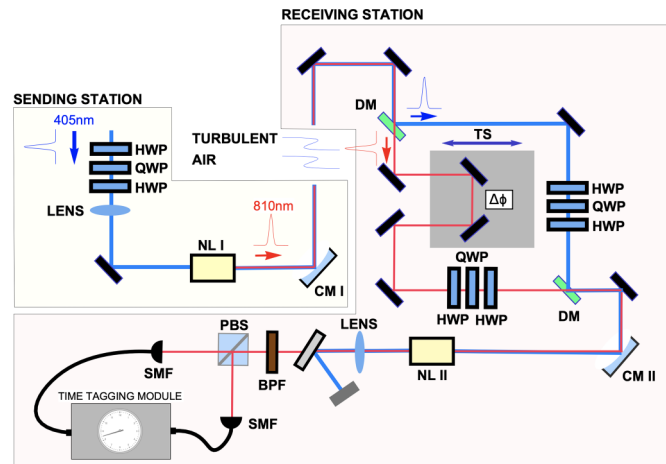 RECEIVING STATION
SENDING STATION
405nm
HWP
QWP
HWP
LENS
NL I
810nm
CM I
TURBULENT
AIR
DM
TS
Δϕ
HWP
QWP
HWP
QWP
HWP
HWP
DM
CM II
NL II
LENS
BPF
PBS
SMF
SMF
TIME TAGGING MODULE